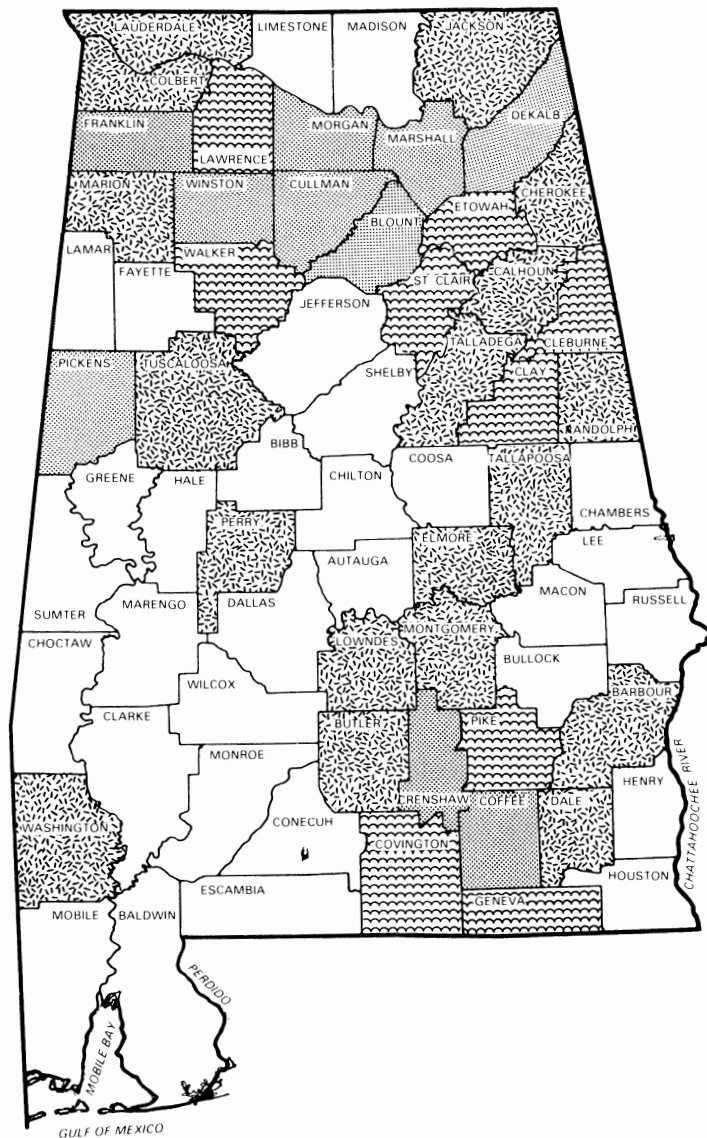 LAUDERDALE
LIMESTONE
MADISON
JACKSON
COLBERT
FRANKLIN
LAWRENCE
MORGAN
MARSHALL
DEKALB
MARION
WINSTON
CULLMAN
BLOUNT
ETOWAH
CHEROKEE
LAMAR
FAYETTE
WALKER
JEFFERSON
ST. CLAIR
CALHOUN
CLEBURNE
PICKENS
TUSCALOOSA
SHELBY
TALLADEGA
CLAY
RANDOLPH
GREENE
HALE
BIBB
CHILTON
COOSA
TALLAPOOSA
CHAMBERS
PERRY
AUTAUGA
ELMORE
LEE
SUMTER
MARENGO
DALLAS
MACON
RUSSELL
CHOCTAW
LOWNDES
MONTGOMERY
BULLOCK
WILCOX
BARBOUR
CLARKE
BUTLER
PIKE
MONROE
CRENSHAW
COFFEE
DALE
HENRY
WASHINGTON
CONECUH
COVINGTON
HOUSTON
ESCAMBIA
GENEVA
MOBILE
BALDWIN
CHATTAHOOCHEE RIVER
PERDIDO
MOBILE BAY
GULF OF MEXICO